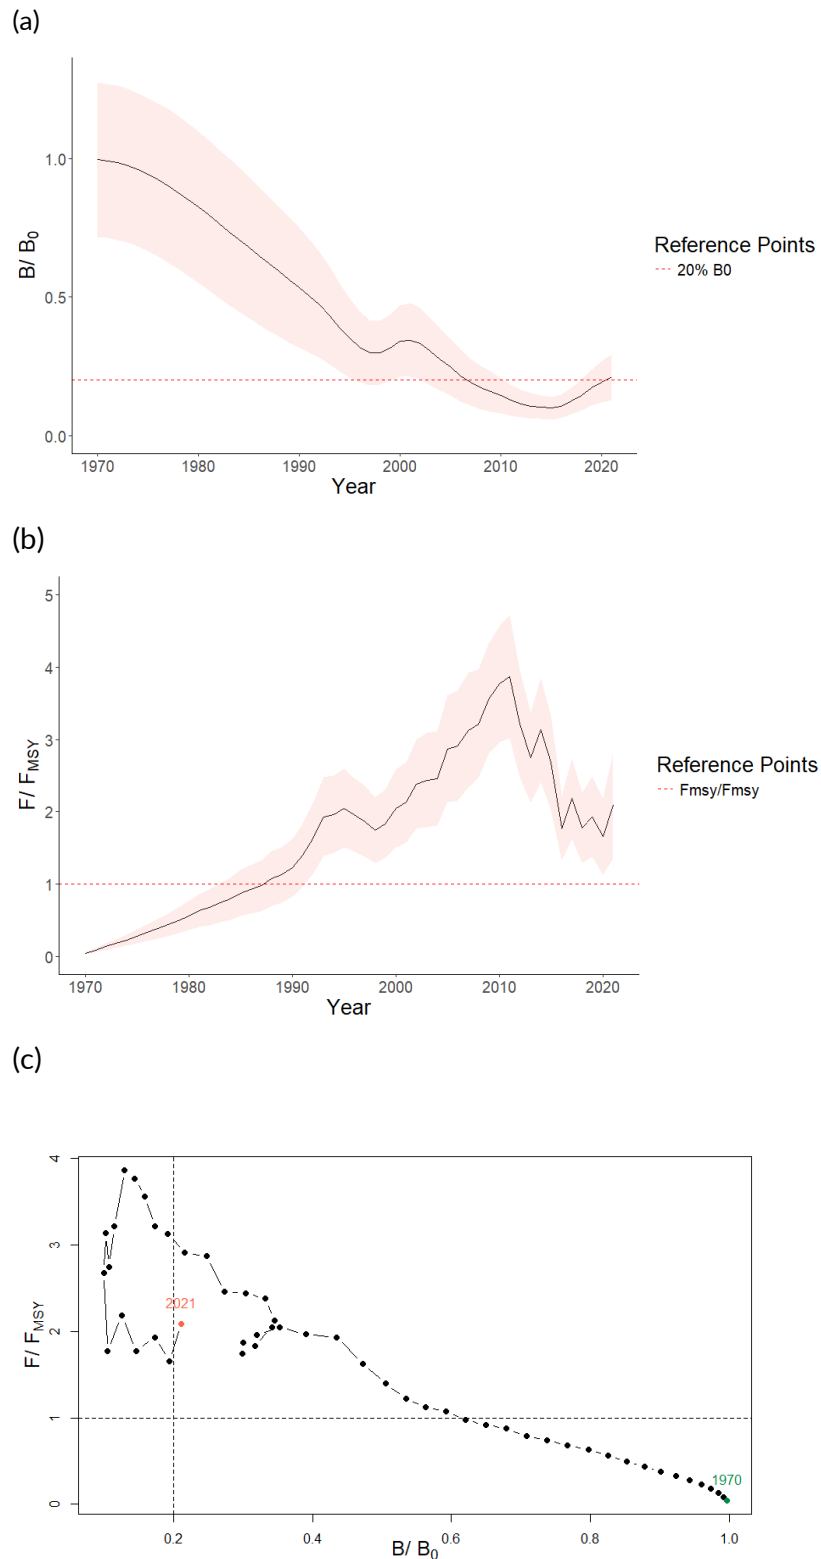 (a)
1.0
0.5
0.0
B/ B0
1970 1980 1990 2000 2010 2020
Year
Reference Points
20% B0
(b)
5
4
3
2
1
0
F/ FMSY
1970 1980 1990 2000 2010 2020
Year
Reference Points
Fmsy/Fmsy
(c)
4
3
2
1
0
F/ FMSY
2021
1970
0.2 0.4 0.6 0.8 1.0
B/ B0